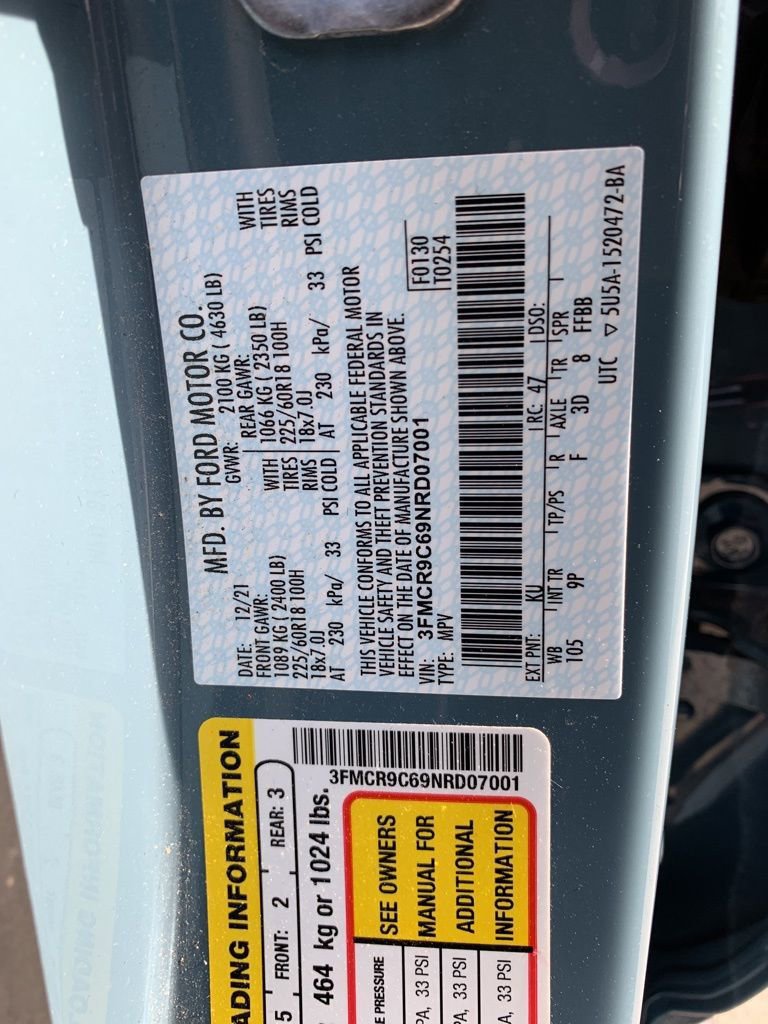 MFD. BY FORD MOTOR CO.
DATE: 12/21 GVWR: 2100 KG ( 4630 LB)
FRONT GAWR: REAR GAWR:
1089 KG (2400 LB) WITH 1066 KG ( 2350 LB) WITH
225/60R18 100H TIRES 225/60R18 100H TIRES
18x7.0J RIMS 18x7.0J RIMS
AT 230 kPa/ 33 PSI COLD AT 230 kPa/ 33 PSI COLD
THIS VEHICLE CONFORMS TO ALL APPLICABLE FEDERAL MOTOR
VEHICLE SAFETY AND THEFT PREVENTION STANDARDS IN
EFFECT ON THE DATE OF MANUFACTURE SHOWN ABOVE.
VIN: 3FMCR9C69NRD07001 F0130
TYPE: MPV T0254
EXT PNT: KU RC: 47 DSO:
WB INT TR TP/PS R AXLE TR SPR
105 9P F 3D 8 FFBB
UTC ▽ 5U5A-1520472-BA
ADING INFORMATION
5 FRONT: 2 REAR: 3
464 kg or 1024 lbs.
3FMCR9C69NRD07001
E PRESSURE
PA, 33 PSI
PA, 33 PSI
A, 33 PSI
SEE OWNERS
MANUAL FOR
ADDITIONAL
INFORMATION